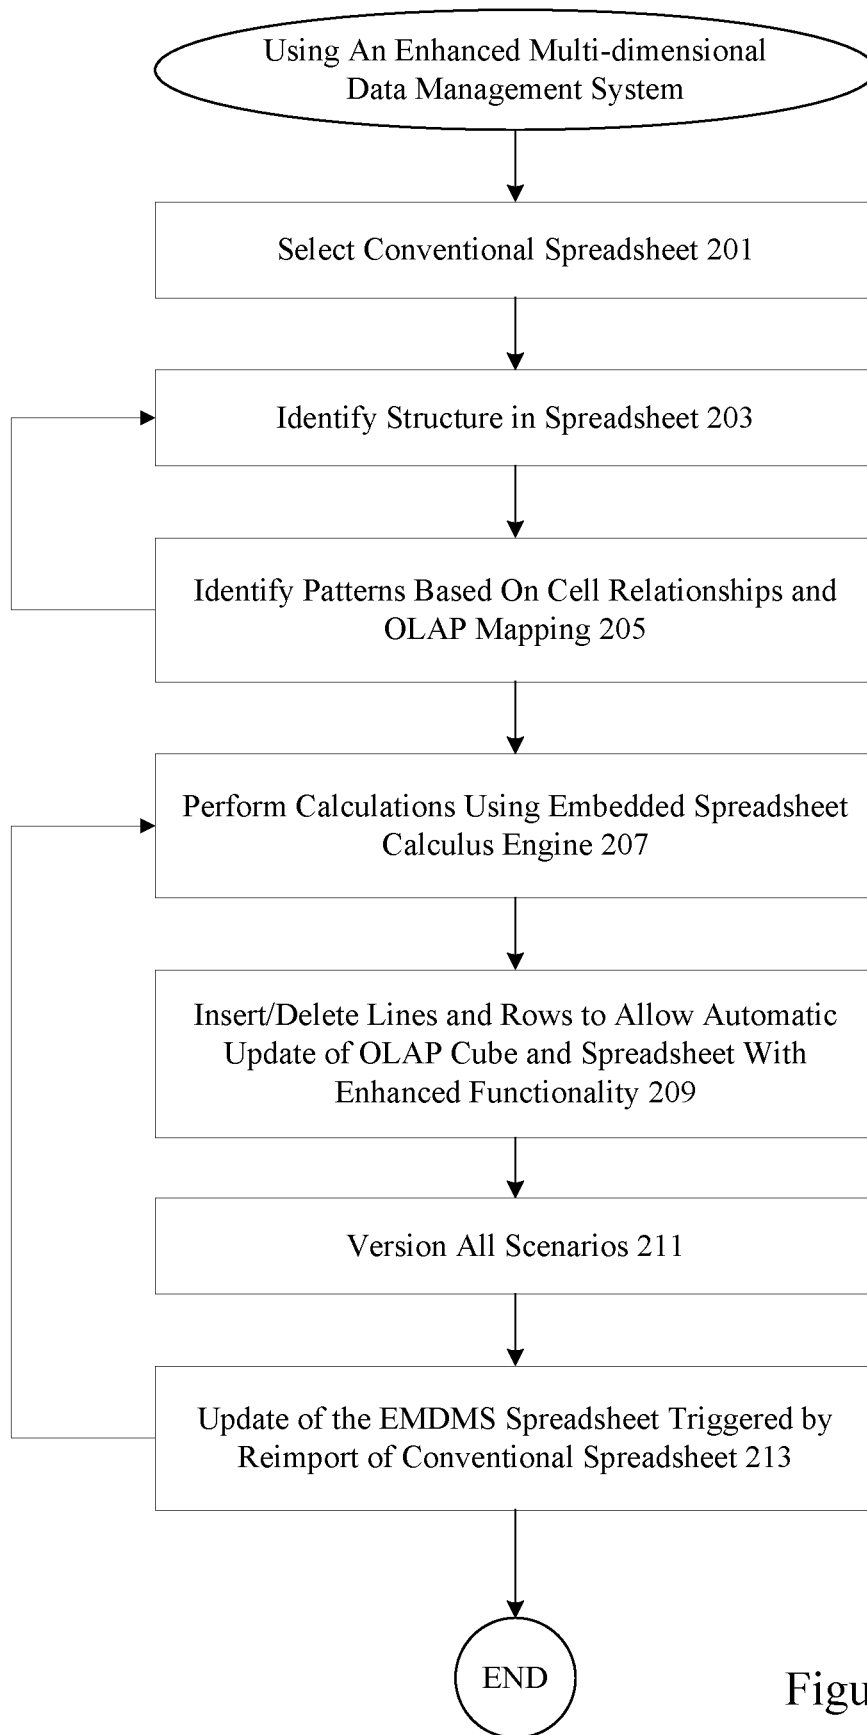 Using An Enhanced Multi-dimensional
Data Management System
Select Conventional Spreadsheet 201
Identify Structure in Spreadsheet 203
Identify Patterns Based On Cell Relationships and
OLAP Mapping 205
Perform Calculations Using Embedded Spreadsheet
Calculus Engine 207
Insert/Delete Lines and Rows to Allow Automatic
Update of OLAP Cube and Spreadsheet With
Enhanced Functionality 209
Version All Scenarios 211
Update of the EMDMS Spreadsheet Triggered by
Reimport of Conventional Spreadsheet 213
END